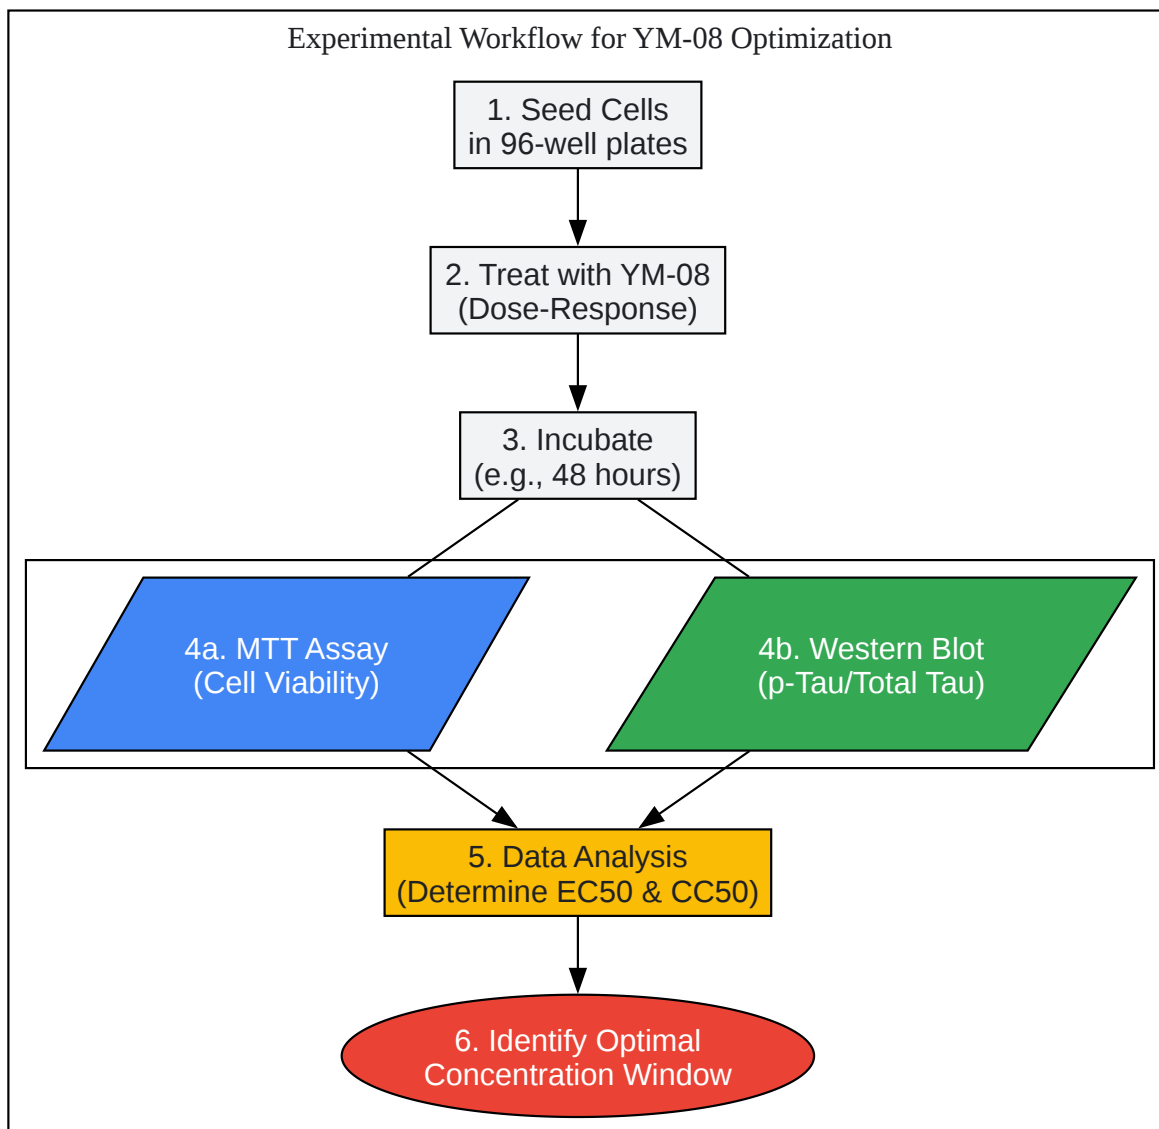 Experimental Workflow for YM-08 Optimization
1. Seed Cells
in 96-well plates
2. Treat with YM-08
(Dose-Response)
3. Incubate
(e.g., 48 hours)
4a. MTT Assay
(Cell Viability)
4b. Western Blot
(p-Tau/Total Tau)
5. Data Analysis
(Determine EC50 & CC50)
6. Identify Optimal
Concentration Window